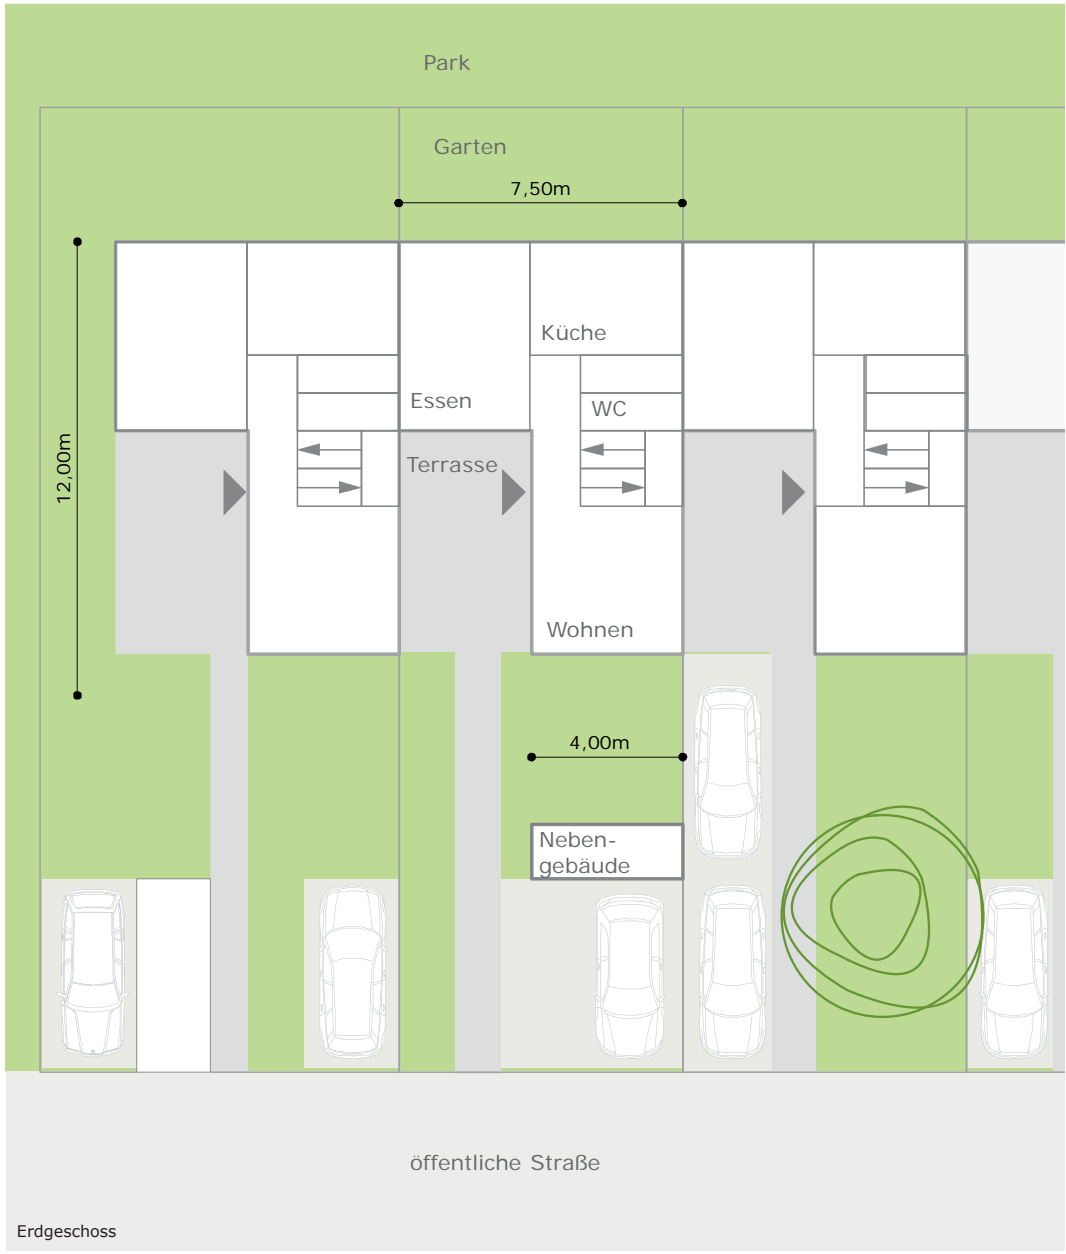 Park
Garten
7,50m
Küche
Essen
WC
Terrasse
12,00m
Wohnen
4,00m
Neben-
gebäude
öffentliche Straße
Erdgeschoss